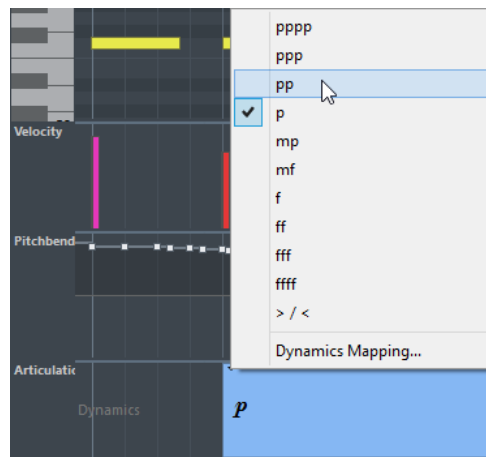 pppp
ppp
pp
p
mp
mf
f
ff
fff
ffff
> / <
Dynamics Mapping...
Velocity
Pitchbend
Articulatic
Dynamics
p